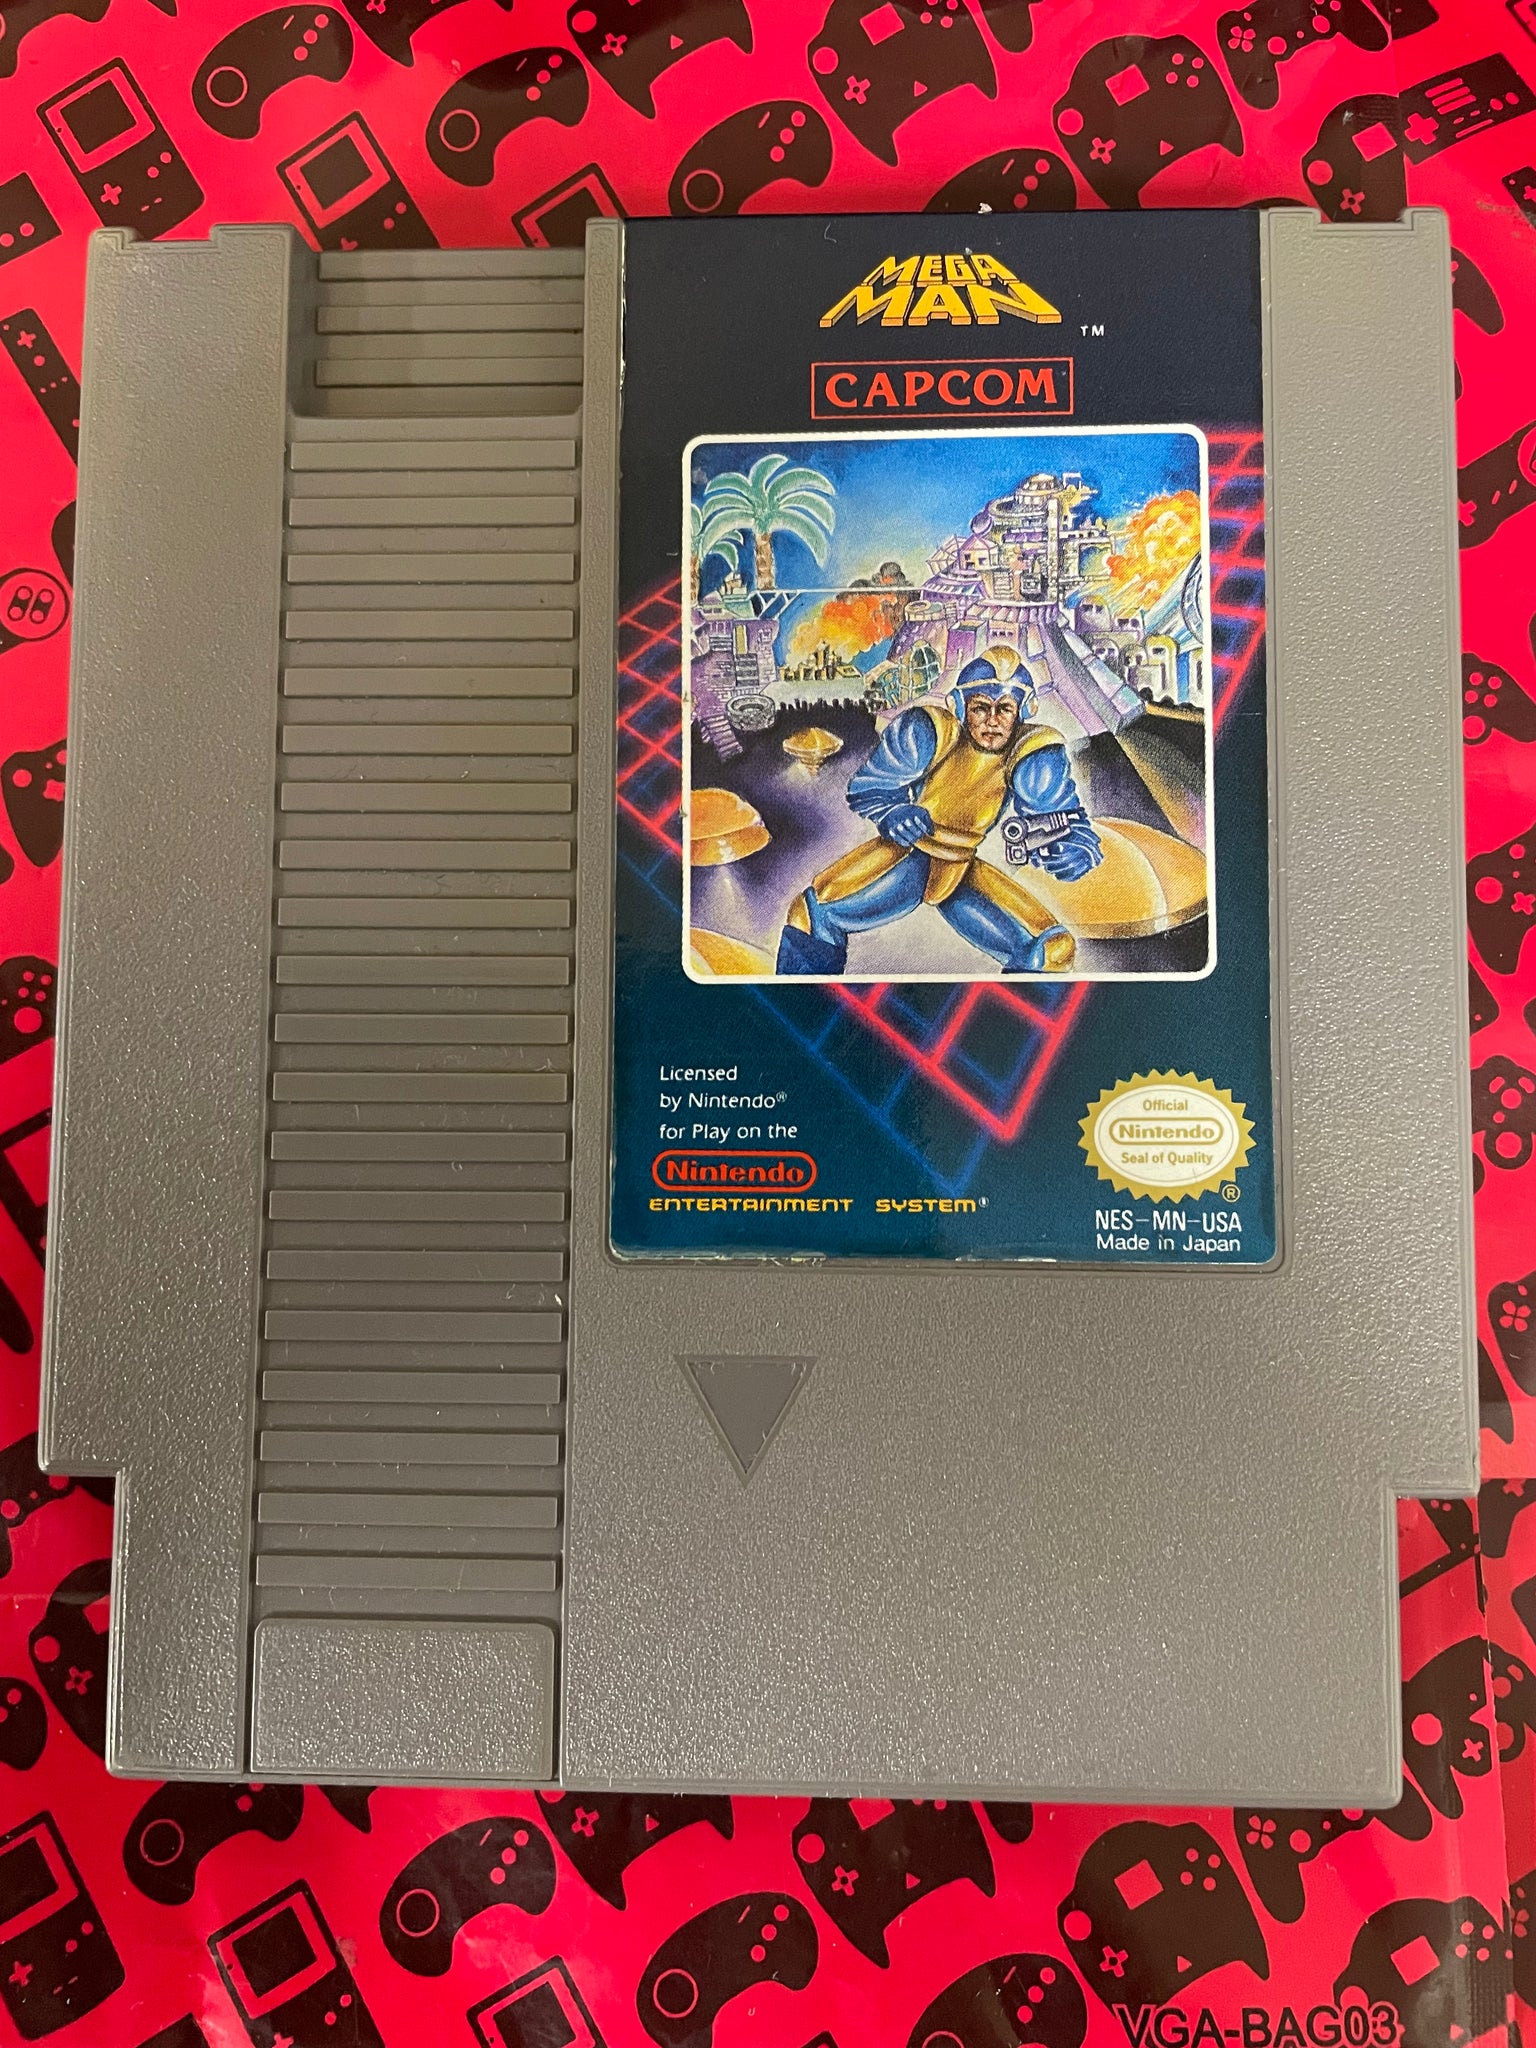 MEGA
MAN
TM
CAPCOM
Licensed
by Nintendo®
for Play on the
Nintendo
ENTERTAINMENT SYSTEM®
Official
Nintendo
Seal of Quality
®
NES-MN-USA
Made in Japan
VGA-BAG03